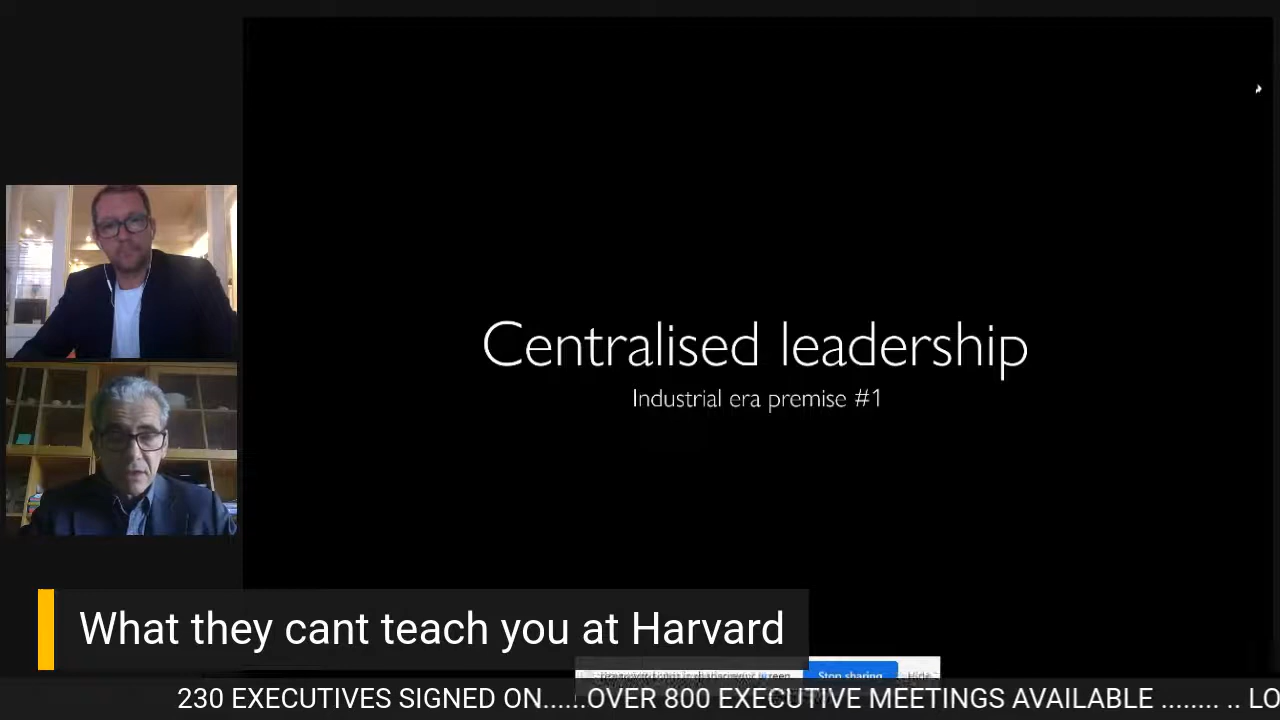 Centralised leadership
Industrial era premise #1
What they cant teach you at Harvard
Stop sharing Hide
230 EXECUTIVES SIGNED ON......OVER 800 EXECUTIVE MEETINGS AVAILABLE ........ .. LO